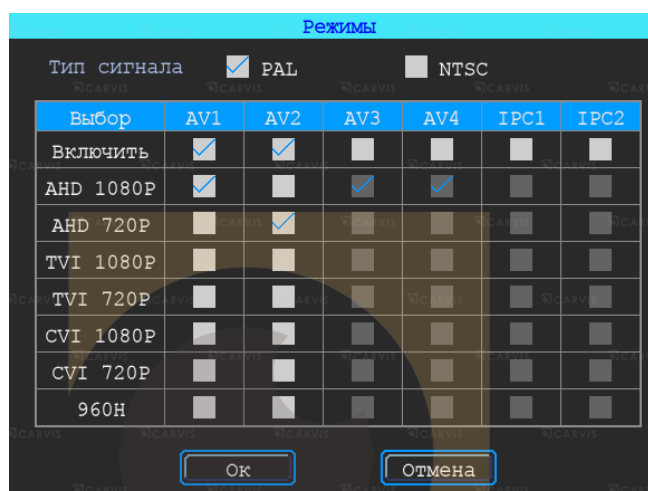 Режимы
Тип сигнала PAL NTSC
Выбор AV1 AV2 AV3 AV4 IPC1 IPC2
Включить
AHD 1080P
AHD 720P
TVI 1080P
TVI 720P
CVI 1080P
CVI 720P
960H
Ок Отмена